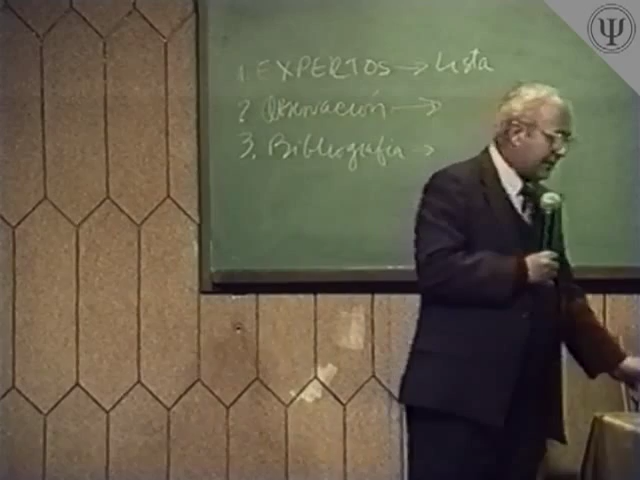 1. EXPERTOS → Lista
2 Observación →
3. Bibliografía →
Ψ